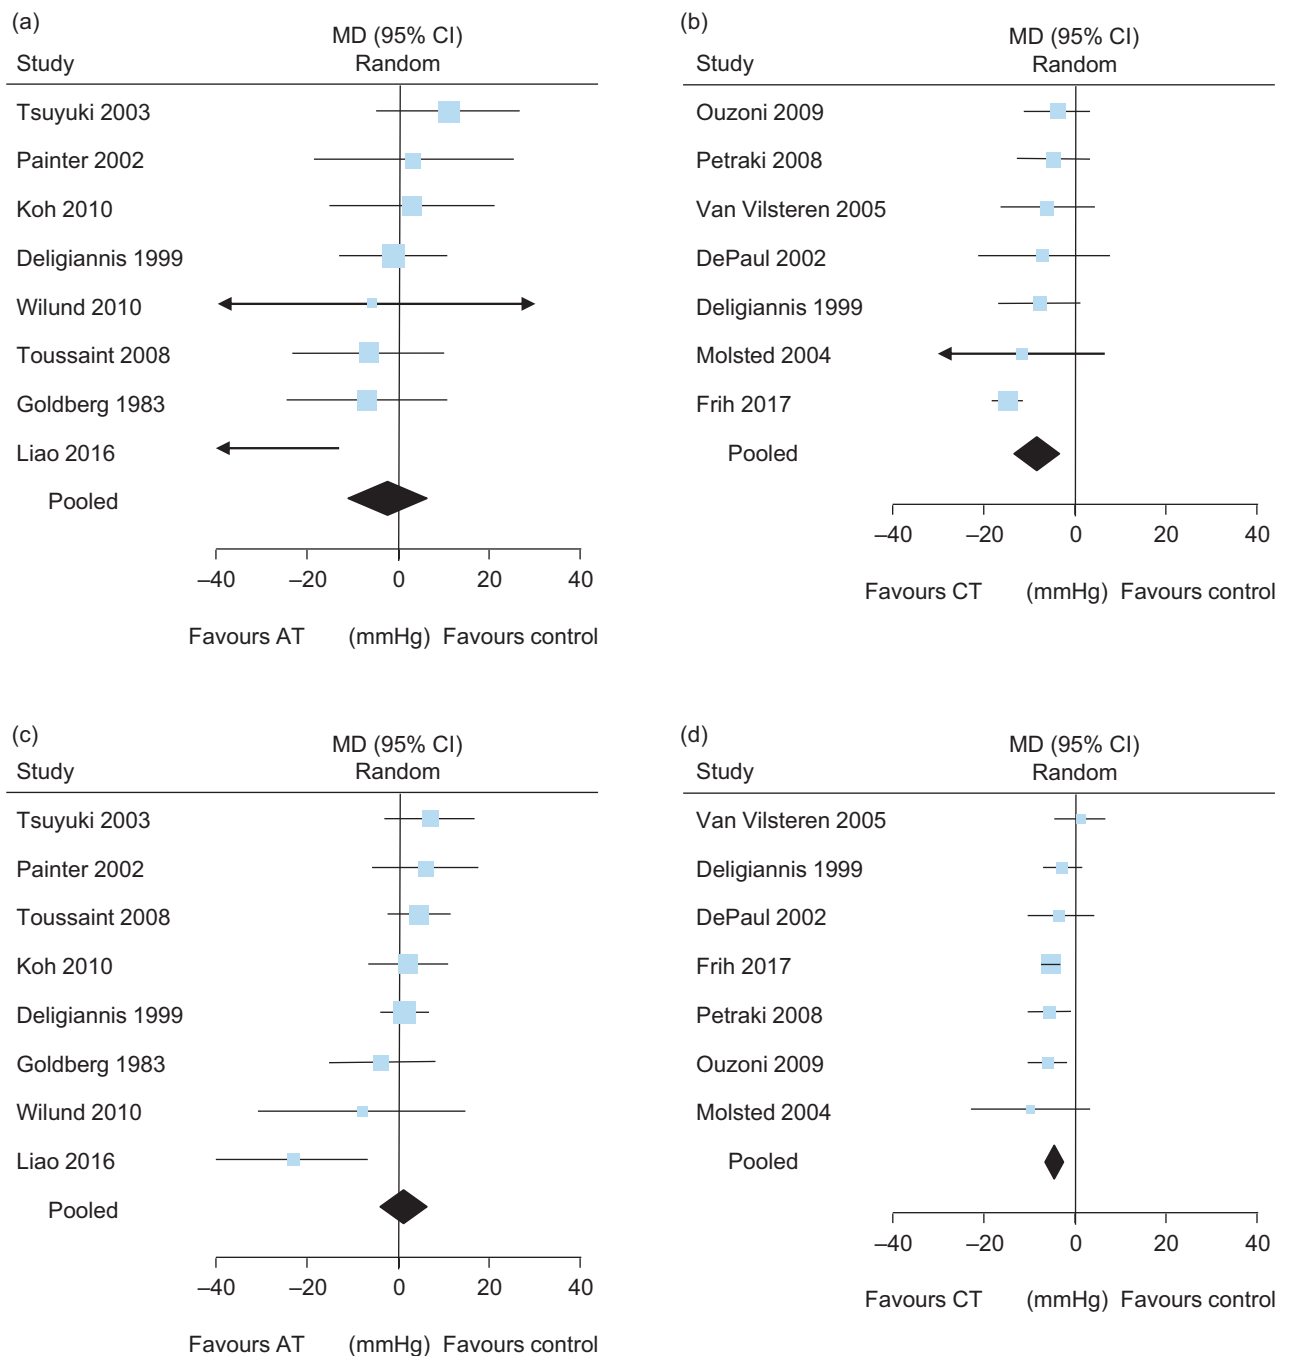 (a)
MD (95% CI)
Study Random
Tsuyuki 2003
Painter 2002
Koh 2010
Deligiannis 1999
Wilund 2010
Toussaint 2008
Goldberg 1983
Liao 2016
Pooled
–40 –20 0 20 40
Favours AT (mmHg) Favours control
(b)
MD (95% CI)
Study Random
Ouzoni 2009
Petraki 2008
Van Vilsteren 2005
DePaul 2002
Deligiannis 1999
Molsted 2004
Frih 2017
Pooled
–40 –20 0 20 40
Favours CT (mmHg) Favours control
(c)
MD (95% CI)
Study Random
Tsuyuki 2003
Painter 2002
Toussaint 2008
Koh 2010
Deligiannis 1999
Goldberg 1983
Wilund 2010
Liao 2016
Pooled
–40 –20 0 20 40
Favours AT (mmHg) Favours control
(d)
MD (95% CI)
Study Random
Van Vilsteren 2005
Deligiannis 1999
DePaul 2002
Frih 2017
Petraki 2008
Ouzoni 2009
Molsted 2004
Pooled
–40 –20 0 20 40
Favours CT (mmHg) Favours control